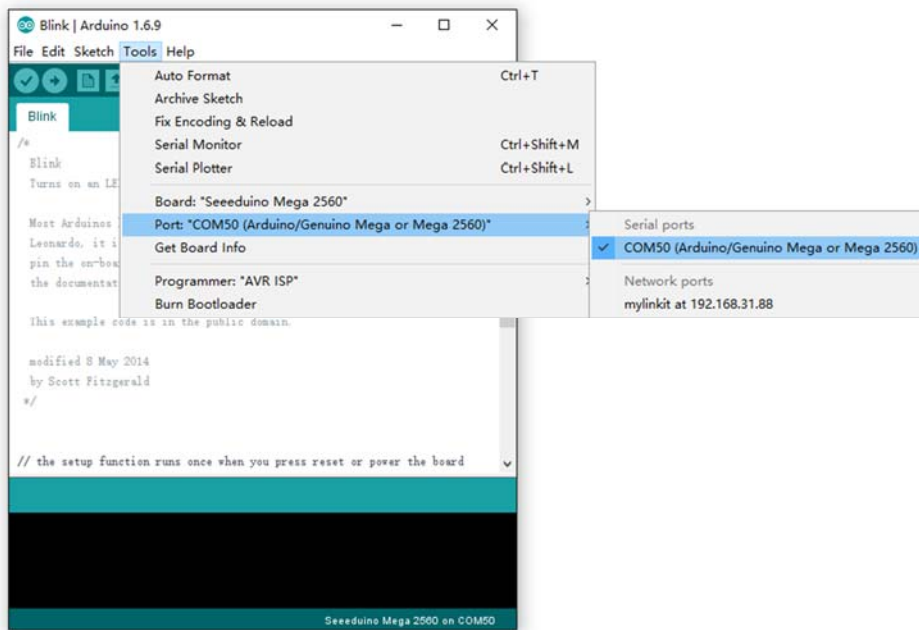 Blink | Arduino 1.6.9
File Edit Sketch Tools Help
Auto Format Ctrl+T
Archive Sketch
Fix Encoding & Reload
Serial Monitor Ctrl+Shift+M
Serial Plotter Ctrl+Shift+L
Board: "Seeeduino Mega 2560"
Port: "COM50 (Arduino/Genuino Mega or Mega 2560)"
Get Board Info
Programmer: "AVR ISP"
Burn Bootloader
Serial ports
COM50 (Arduino/Genuino Mega or Mega 2560)
Network ports
mylinkit at 192.168.31.88
Blink
/*
Blink
Turns on an LE
Most Arduinos
Leonardo, it i
pin the on-boa
the documentat
This example code is in the public domain.
modified 8 May 2014
by Scott Fitzgerald
*/
// the setup function runs once when you press reset or power the board
Seeeduino Mega 2560 on COM50